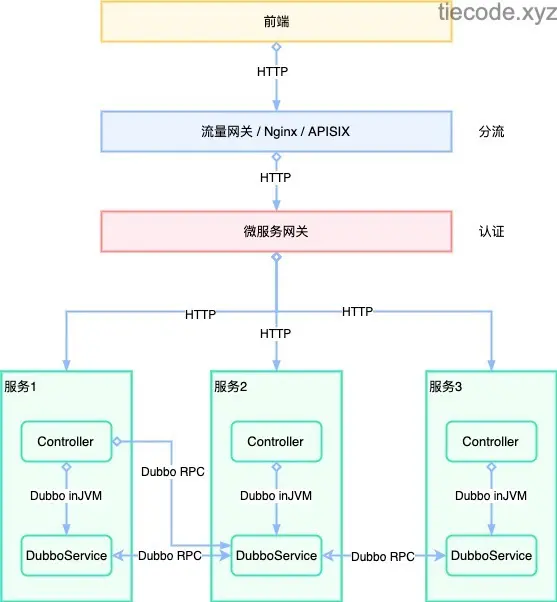 tiecode.xyz
前端
HTTP
流量网关 / Nginx / APISIX
分流
HTTP
微服务网关
认证
HTTP
HTTP
HTTP
服务1
服务2
服务3
Controller
Controller
Controller
Dubbo RPC
Dubbo inJVM
Dubbo inJVM
Dubbo inJVM
DubboService
Dubbo RPC
DubboService
Dubbo RPC
DubboService